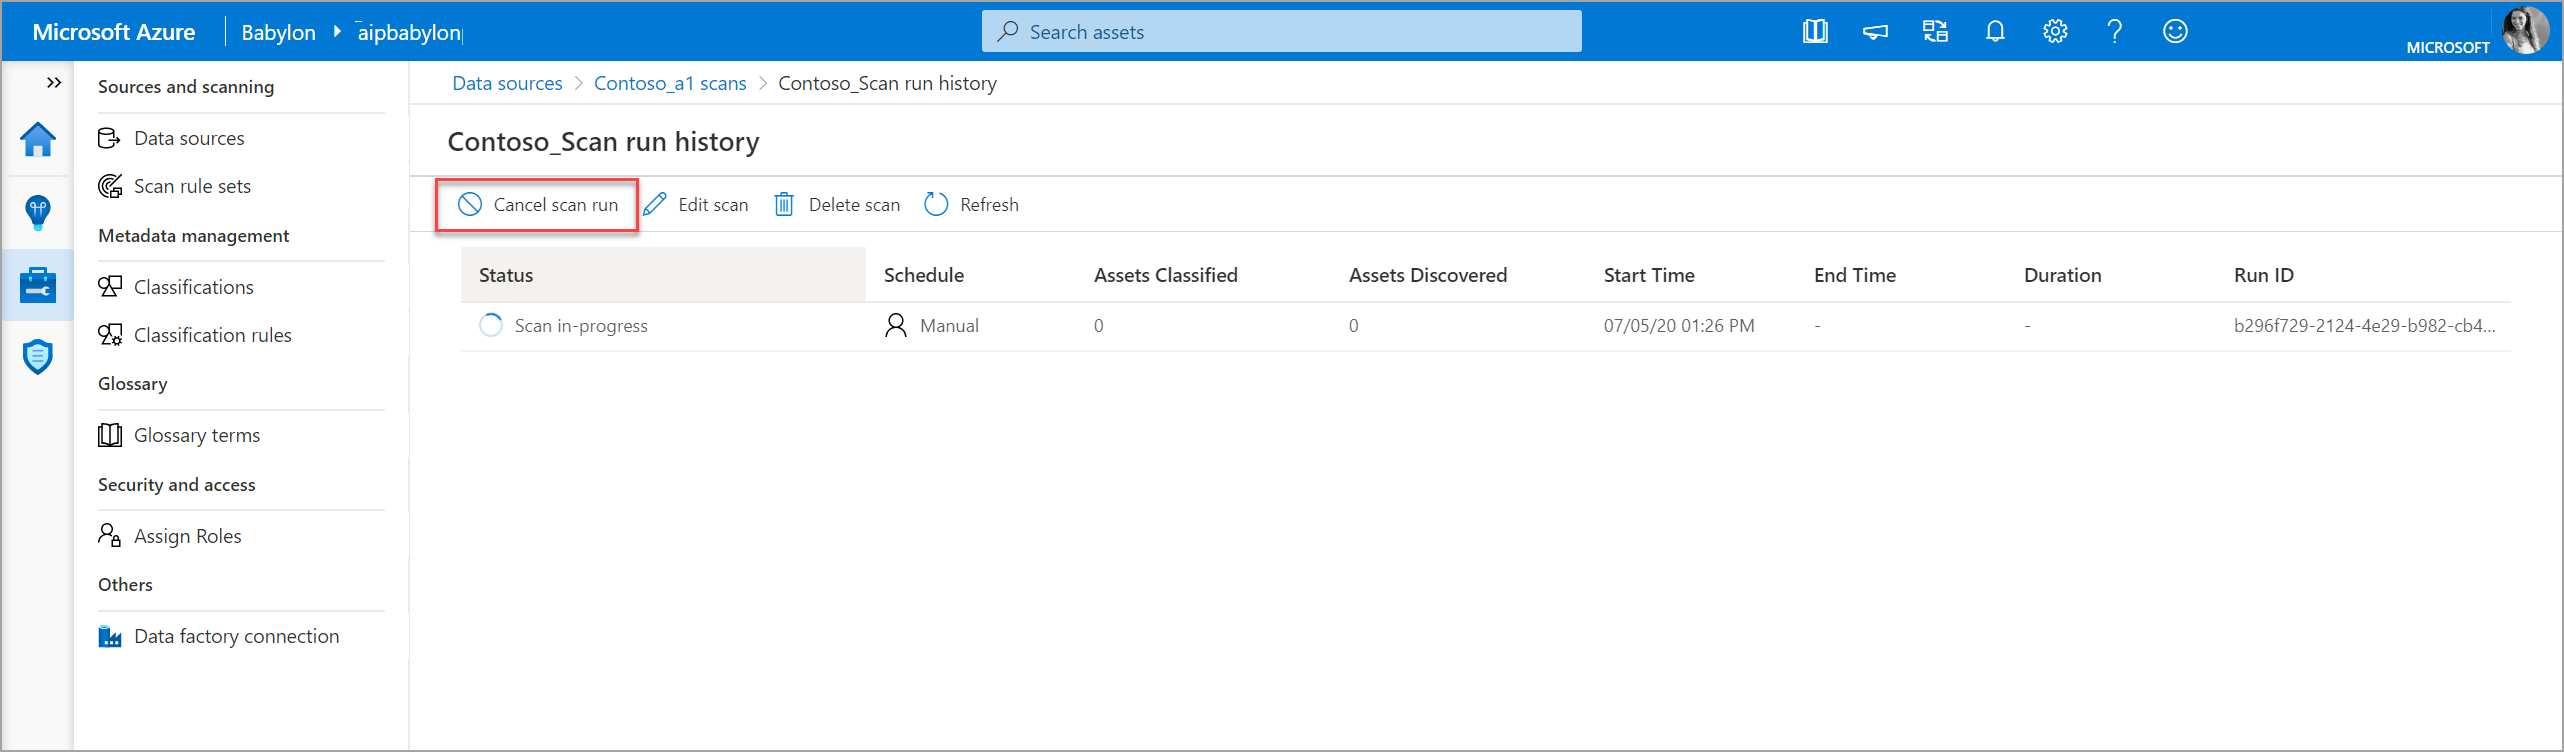 Microsoft Azure Babylon aipbabylon
Search assets
MICROSOFT
Sources and scanning
Data sources
Scan rule sets
Metadata management
Classifications
Classification rules
Glossary
Glossary terms
Security and access
Assign Roles
Others
Data factory connection
Data sources > Contoso_a1 scans > Contoso_Scan run history
Contoso_Scan run history
Cancel scan run Edit scan Delete scan Refresh
Status Schedule Assets Classified Assets Discovered Start Time End Time Duration Run ID
Scan in-progress Manual 0 0 07/05/20 01:26 PM - - b296f729-2124-4e29-b982-cb4...